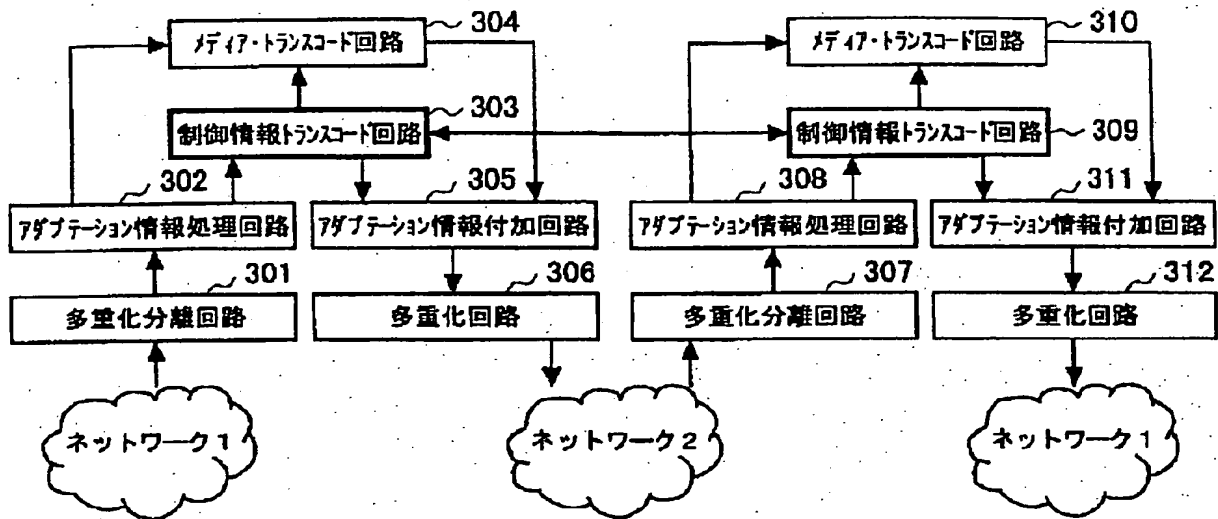 メディア・トランスコード回路 304
メディア・トランスコード回路 310
制御情報トランスコード回路 303
制御情報トランスコード回路 309
アダプテーション情報処理回路 302
アダプテーション情報付加回路 305
アダプテーション情報処理回路 308
アダプテーション情報付加回路 311
多重化分離回路 301
多重化回路 306
多重化分離回路 307
多重化回路 312
ネットワーク1
ネットワーク2
ネットワーク1